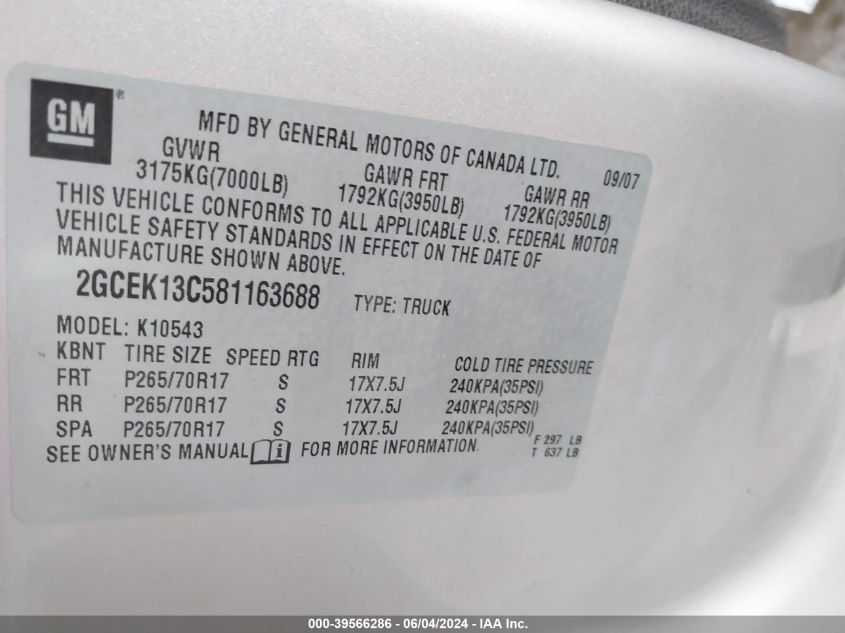 GM®
MFD BY GENERAL MOTORS OF CANADA LTD. 09/07
GVWR GAWR FRT GAWR RR
3175KG(7000LB) 1792KG(3950LB) 1792KG(3950LB)
THIS VEHICLE CONFORMS TO ALL APPLICABLE U.S. FEDERAL MOTOR
VEHICLE SAFETY STANDARDS IN EFFECT ON THE DATE OF
MANUFACTURE SHOWN ABOVE.
2GCEK13C581163688 TYPE: TRUCK
MODEL: K10543
KBNT TIRE SIZE SPEED RTG RIM COLD TIRE PRESSURE
FRT P265/70R17 S 17X7.5J 240KPA(35PSI)
RR P265/70R17 S 17X7.5J 240KPA(35PSI)
SPA P265/70R17 S 17X7.5J 240KPA(35PSI)
SEE OWNER'S MANUAL i FOR MORE INFORMATION
F 297 LB
T 637 LB
000-39566286 - 06/04/2024 - IAA Inc.